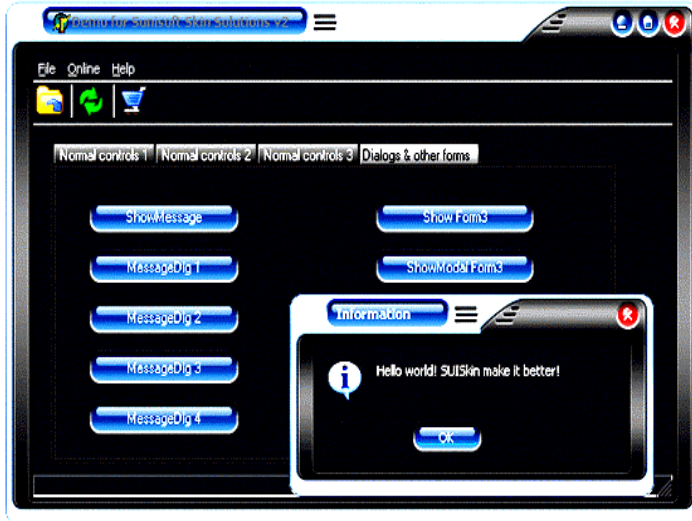 Demo for Sunisoft Skin Solutions V2
File Online Help
Normal controls 1 Normal controls 2 Normal controls 3 Dialogs & other forms
ShowMessage Show Form3
MessageDlg 1 ShowModal Form3
MessageDlg 2
MessageDlg 3
MessageDlg 4
Information
Hello world! SUISkin make it better!
OK